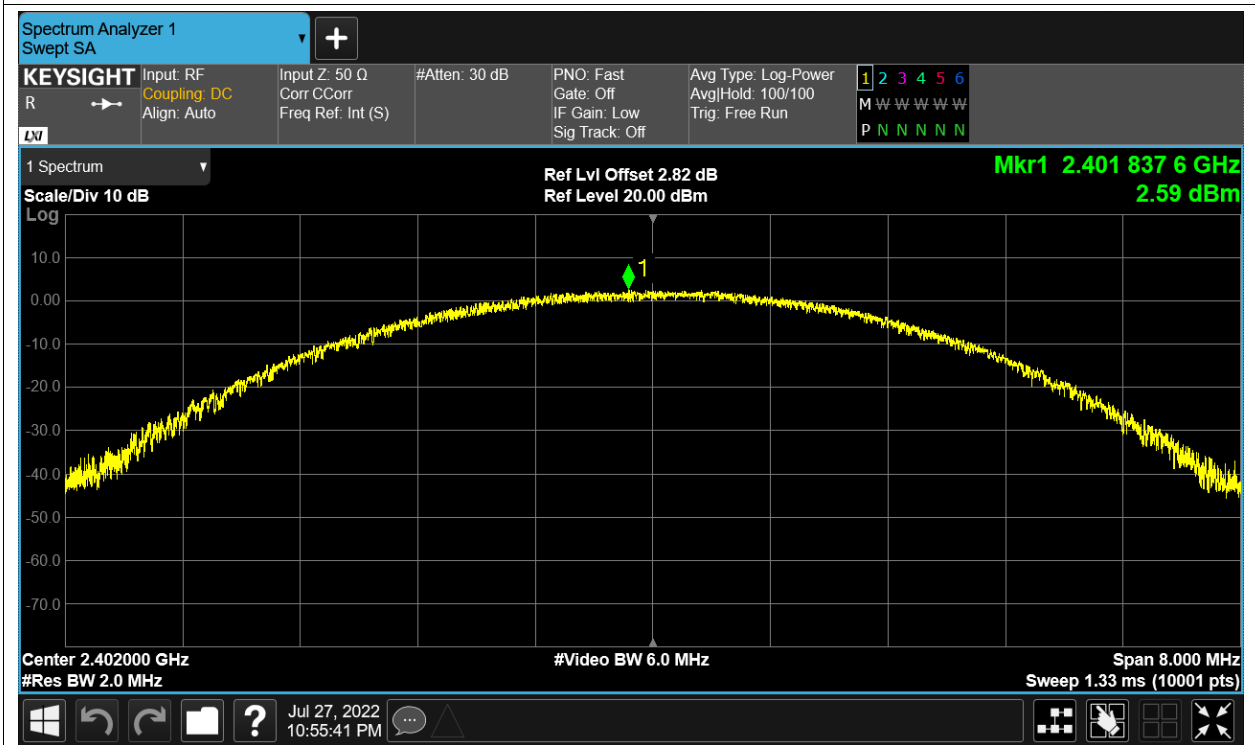 Spectrum Analyzer 1
Swept SA
+
KEYSIGHT
R
LXI
Input: RF
Coupling: DC
Align: Auto
Input Z: 50 Ω
Corr CCorr
Freq Ref: Int (S)
#Atten: 30 dB
PNO: Fast
Gate: Off
IF Gain: Low
Sig Track: Off
Avg Type: Log-Power
Avg|Hold: 100/100
Trig: Free Run
1 2 3 4 5 6
M W W W W W
P N N N N N
1 Spectrum
Scale/Div 10 dB
Log
Ref Lvl Offset 2.82 dB
Ref Level 20.00 dBm
Mkr1 2.401 837 6 GHz
2.59 dBm
10.0
1
0.00
-10.0
-20.0
-30.0
-40.0
-50.0
-60.0
-70.0
Center 2.402000 GHz
#Video BW 6.0 MHz
Span 8.000 MHz
#Res BW 2.0 MHz
Sweep 1.33 ms (10001 pts)
?
Jul 27, 2022
10:55:41 PM